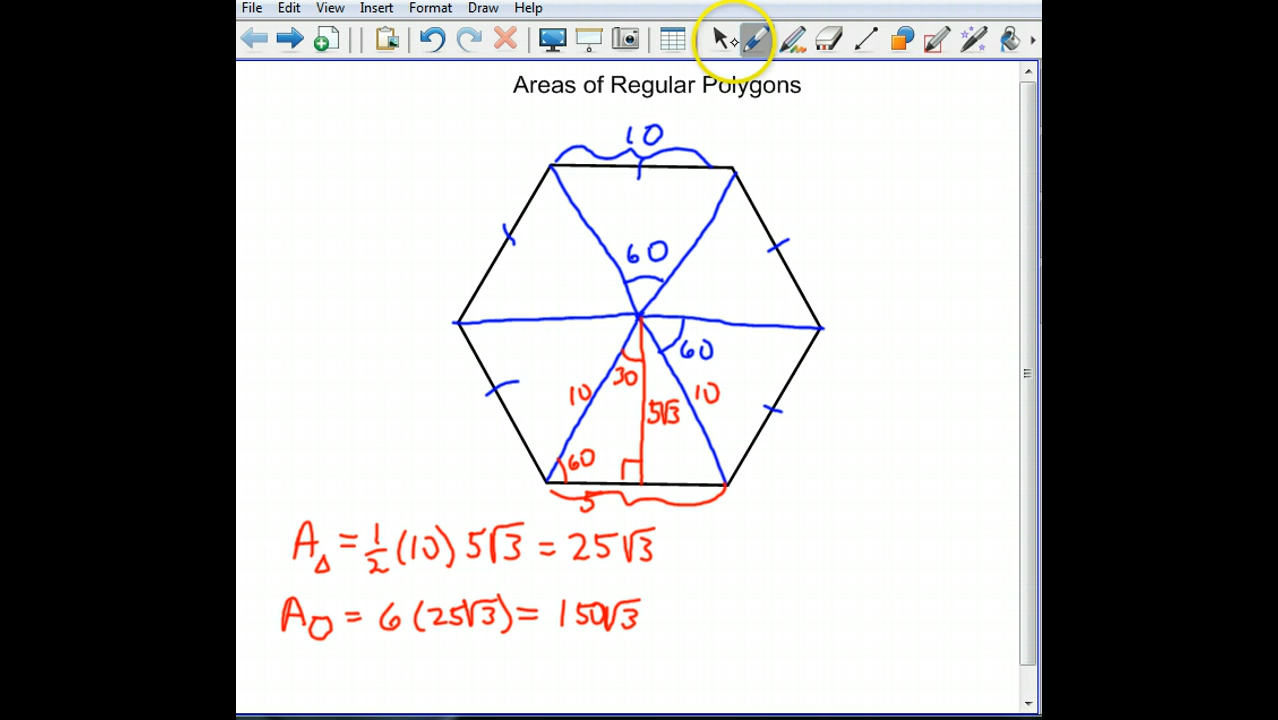 File Edit View Insert Format Draw Help
Areas of Regular Polygons
10
60
60
30
10
10
5√3
60
5
A△ = 1/2 (10) 5√3 = 25√3
A⬡ = 6 (25√3) = 150√3